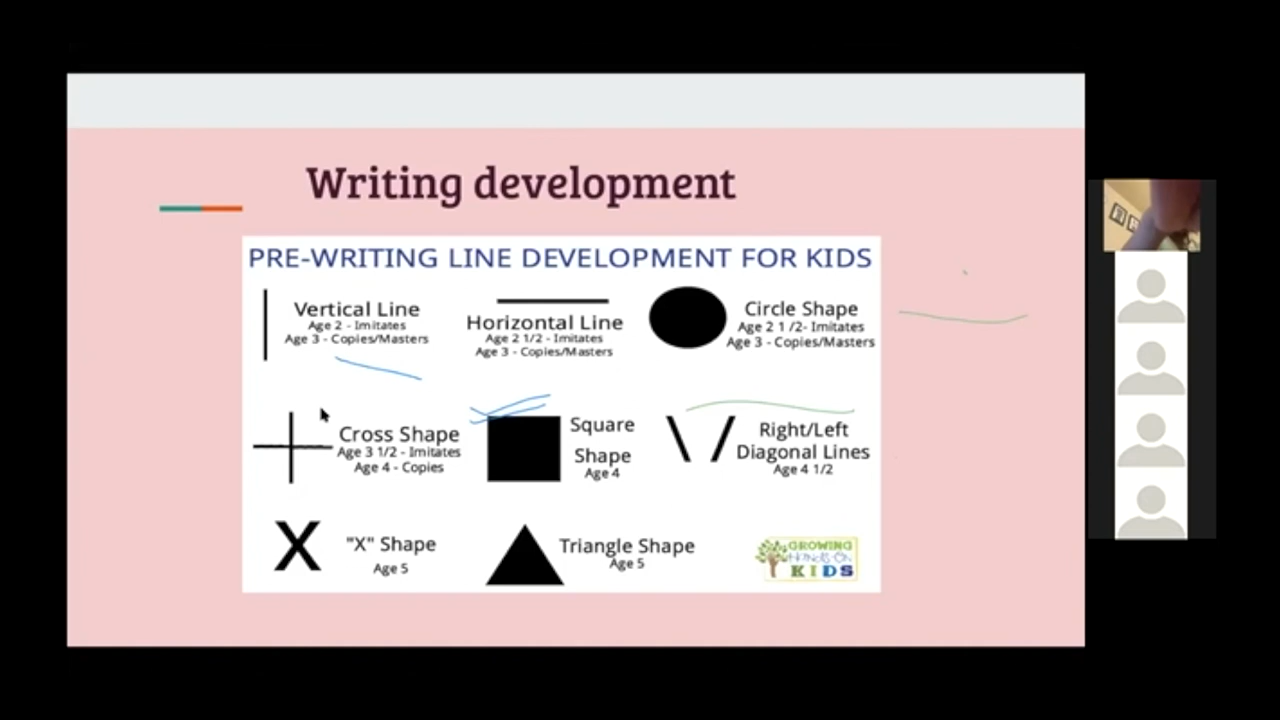 Writing development
PRE-WRITING LINE DEVELOPMENT FOR KIDS
Vertical Line
Age 2 - Imitates
Age 3 - Copies/Masters
Horizontal Line
Age 2 1/2 - Imitates
Age 3 - Copies/Masters
Circle Shape
Age 2 1 /2- Imitates
Age 3 - Copies/Masters
Cross Shape
Age 3 1/2 - Imitates
Age 4 - Copies
Square
Shape
Age 4
Right/Left
Diagonal Lines
Age 4 1/2
X
"X" Shape
Age 5
Triangle Shape
Age 5
GROWING
HANDS-ON
KIDS